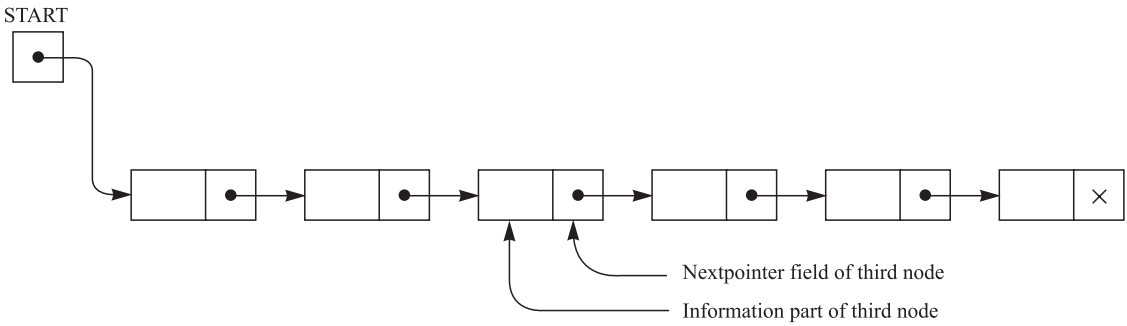 START
Nextpointer field of third node
Information part of third node